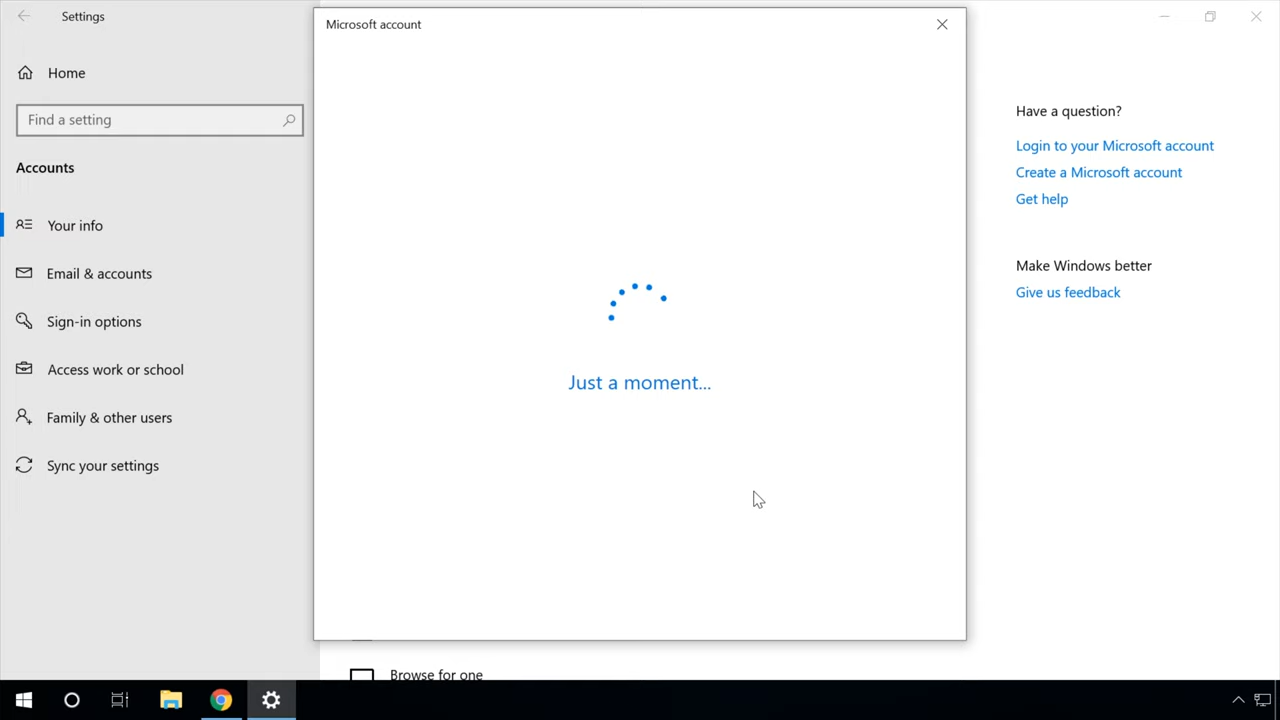 Settings
Home
Find a setting
Accounts
Your info
Email & accounts
Sign-in options
Access work or school
Family & other users
Sync your settings
Microsoft account
Just a moment...
Browse for one
Have a question?
Login to your Microsoft account
Create a Microsoft account
Get help
Make Windows better
Give us feedback